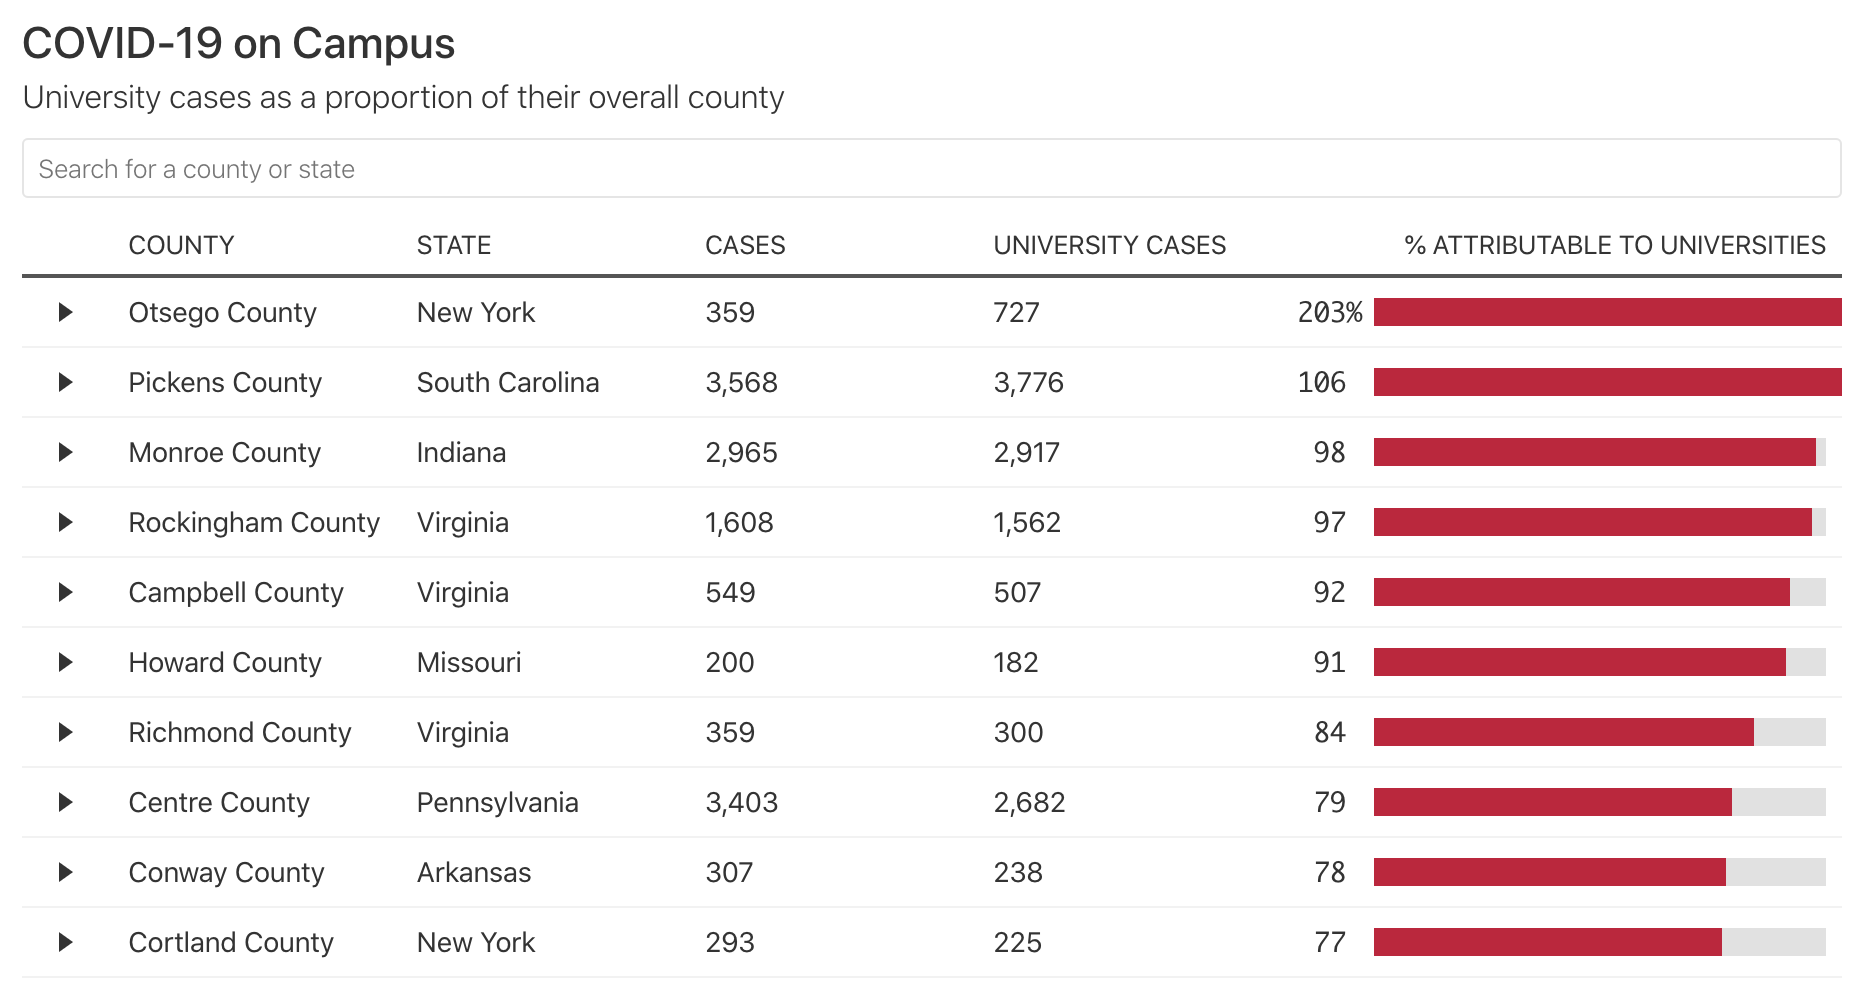 COVID-19 on Campus
University cases as a proportion of their overall county
Search for a county or state
COUNTY STATE CASES UNIVERSITY CASES % ATTRIBUTABLE TO UNIVERSITIES
Otsego County New York 359 727 203%
Pickens County South Carolina 3,568 3,776 106
Monroe County Indiana 2,965 2,917 98
Rockingham County Virginia 1,608 1,562 97
Campbell County Virginia 549 507 92
Howard County Missouri 200 182 91
Richmond County Virginia 359 300 84
Centre County Pennsylvania 3,403 2,682 79
Conway County Arkansas 307 238 78
Cortland County New York 293 225 77